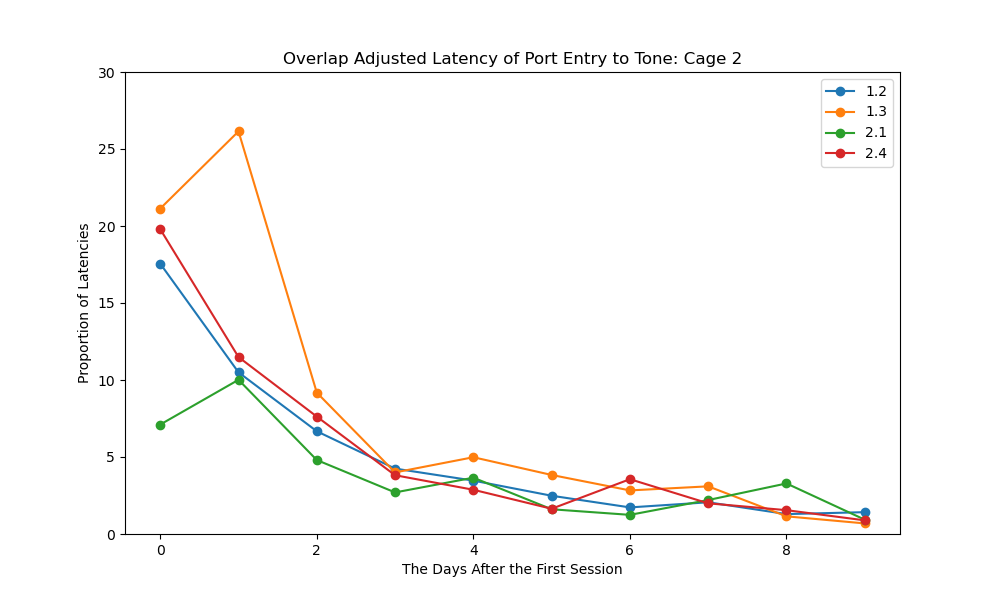 Overlap Adjusted Latency of Port Entry to Tone: Cage 2
30
25
20
15
10
5
0
Proportion of Latencies
1.2
1.3
2.1
2.4
0 2 4 6 8
The Days After the First Session